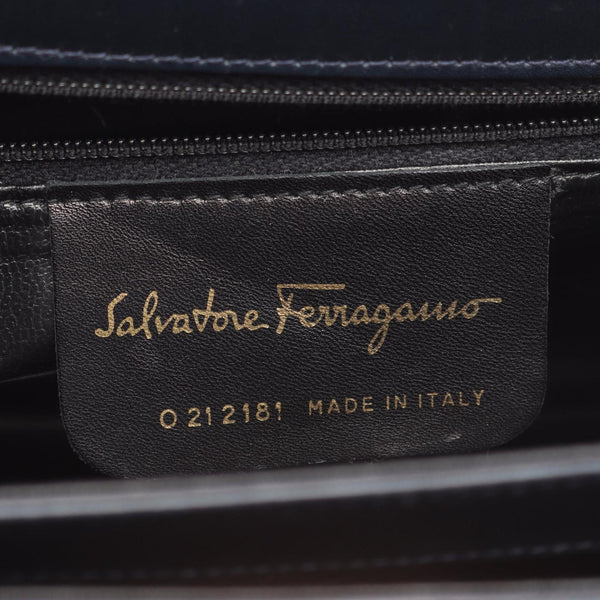 Salvatore Ferragamo
O 21 2181 MADE IN ITALY